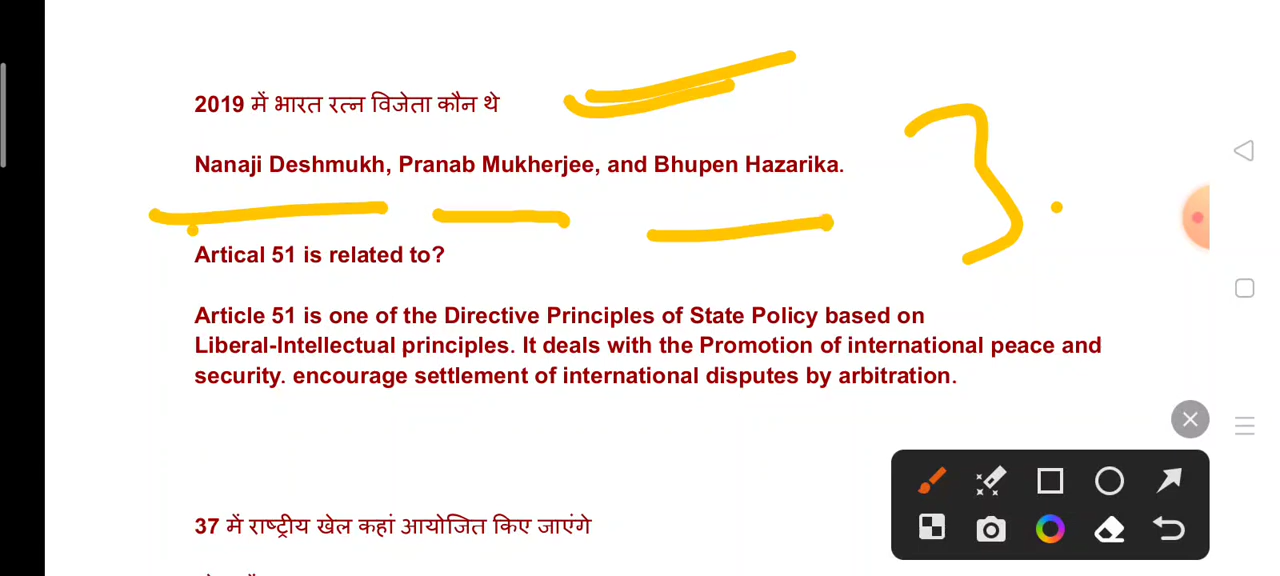 2019 में भारत रत्न विजेता कौन थे
Nanaji Deshmukh, Pranab Mukherjee, and Bhupen Hazarika.
Artical 51 is related to?
Article 51 is one of the Directive Principles of State Policy based on
Liberal-Intellectual principles. It deals with the Promotion of international peace and
security. encourage settlement of international disputes by arbitration.
37 में राष्ट्रीय खेल कहां आयोजित किए जाएंगे